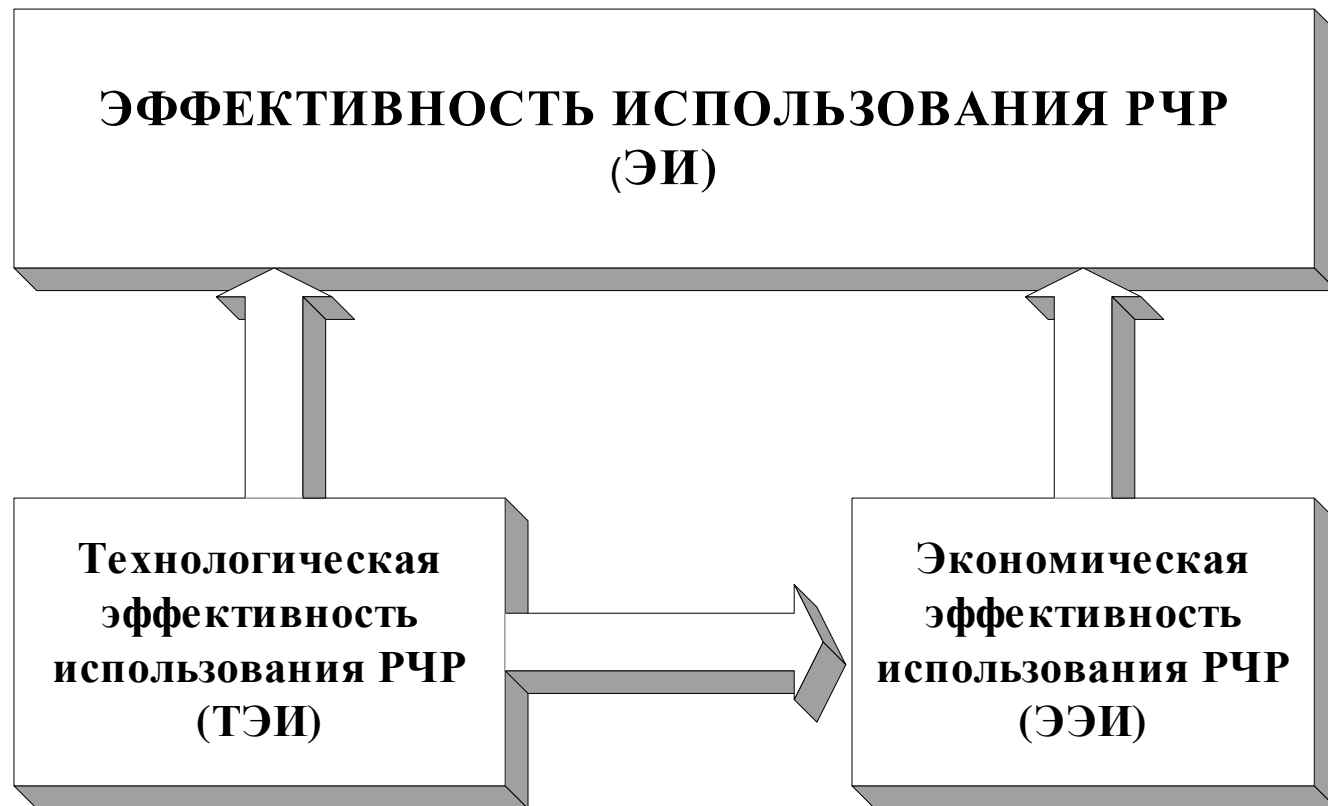 ЭФФЕКТИВНОСТЬ ИСПОЛЬЗОВАНИЯ РЧР
(ЭИ)
Технологическая
эффективность
использования РЧР
(ТЭИ)
Экономическая
эффективность
использования РЧР
(ЭЭИ)